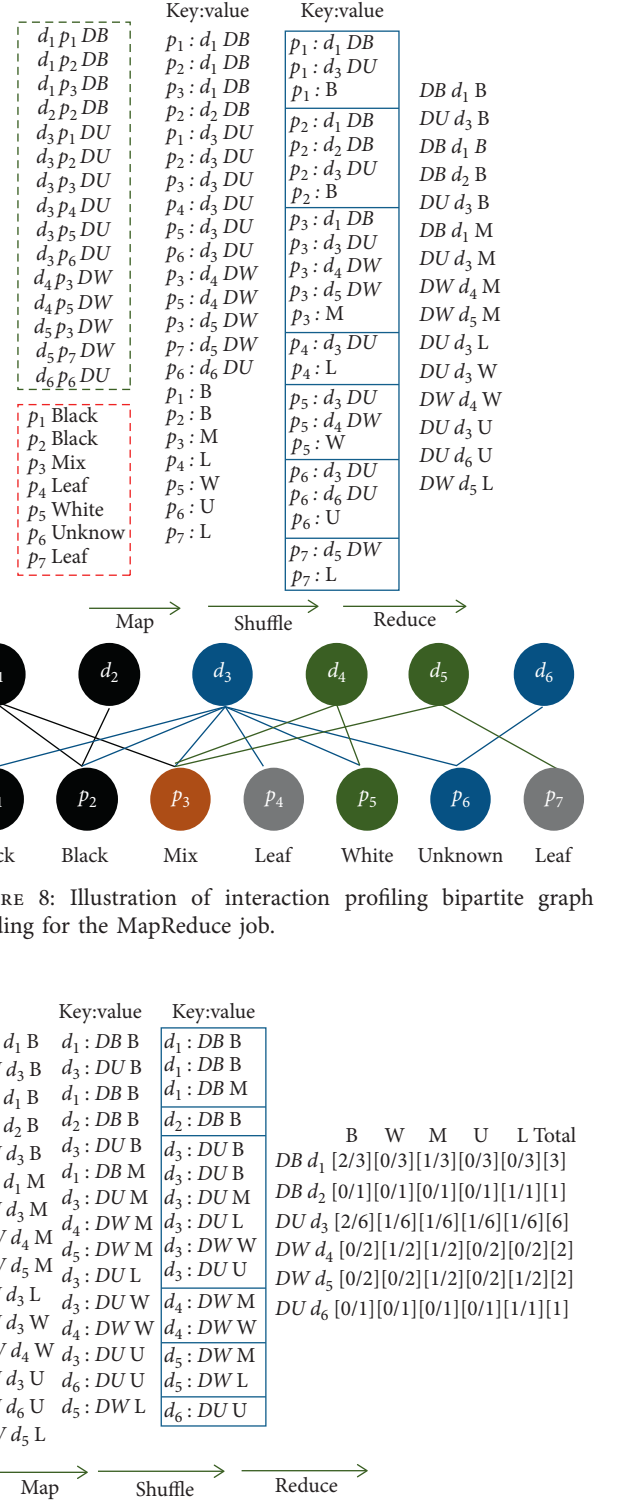 Key:value
Key:value
d1 p1 DB
d1 p2 DB
d1 p3 DB
d2 p2 DB
d3 p1 DU
d3 p2 DU
d3 p3 DU
d3 p4 DU
d3 p5 DU
d3 p6 DU
d4 p3 DW
d4 p5 DW
d5 p3 DW
d5 p7 DW
d6 p6 DU
p1 Black
p2 Black
p3 Mix
p4 Leaf
p5 White
p6 Unknow
p7 Leaf
p1 : d1 DB
p2 : d1 DB
p3 : d1 DB
p2 : d2 DB
p1 : d3 DU
p2 : d3 DU
p3 : d3 DU
p4 : d3 DU
p5 : d3 DU
p6 : d3 DU
p3 : d4 DW
p5 : d4 DW
p3 : d5 DW
p7 : d5 DW
p6 : d6 DU
p1 : B
p2 : B
p3 : M
p4 : L
p5 : W
p6 : U
p7 : L
p1 : d1 DB
p1 : d3 DU
p1 : B
p2 : d1 DB
p2 : d2 DB
p2 : d3 DU
p2 : B
p3 : d1 DB
p3 : d3 DU
p3 : d4 DW
p3 : d5 DW
p3 : M
p4 : d3 DU
p4 : L
p5 : d3 DU
p5 : d4 DW
p5 : W
p6 : d3 DU
p6 : d6 DU
p6 : U
p7 : d5 DW
p7 : L
DB d1 B
DU d3 B
DB d1 B
DB d2 B
DU d3 B
DB d1 M
DU d3 M
DW d4 M
DW d5 M
DU d3 L
DU d3 W
DW d4 W
DU d3 U
DU d6 U
DW d5 L
Map Shuffle Reduce
1 d2 d3 d4 d5 d6
1 p2 p3 p4 p5 p6 p7
ck Black Mix Leaf White Unknown Leaf
RE 8: Illustration of interaction profiling bipartite graph
ling for the MapReduce job.
Key:value
Key:value
d1 B
d3 B
d1 B
d2 B
d3 B
d1 M
d3 M
d4 M
d5 M
d3 L
d3 W
d4 W
d3 U
d6 U
d5 L
d1 : DB B
d3 : DU B
d1 : DB B
d2 : DB B
d3 : DU B
d1 : DB M
d3 : DU M
d4 : DW M
d5 : DW M
d3 : DU L
d3 : DU W
d4 : DW W
d3 : DU U
d6 : DU U
d5 : DW L
d1 : DB B
d1 : DB B
d1 : DB M
d2 : DB B
d3 : DU B
d3 : DU B
d3 : DU M
d3 : DU L
d3 : DW W
d3 : DU U
d4 : DW M
d4 : DW W
d5 : DW M
d5 : DW L
d6 : DU U
B W M U L Total
DB d1 [2/3][0/3][1/3][0/3][0/3][3]
DB d2 [0/1][0/1][0/1][0/1][1/1][1]
DU d3 [2/6][1/6][1/6][1/6][1/6][6]
DW d4 [0/2][1/2][1/2][0/2][0/2][2]
DW d5 [0/2][0/2][1/2][0/2][1/2][2]
DU d6 [0/1][0/1][0/1][0/1][1/1][1]
Map Shuffle Reduce